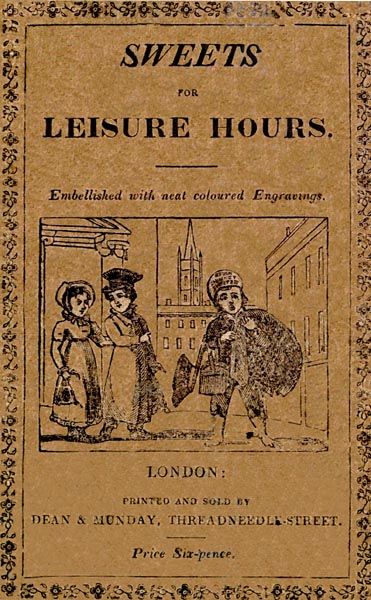 SWEETS
FOR
LEISURE HOURS.
Embellished with neat coloured Engravings.
LONDON:
PRINTED AND SOLD BY
DEAN & MUNDAY, THREADNEEDLE-STREET.
Price Six-pence.